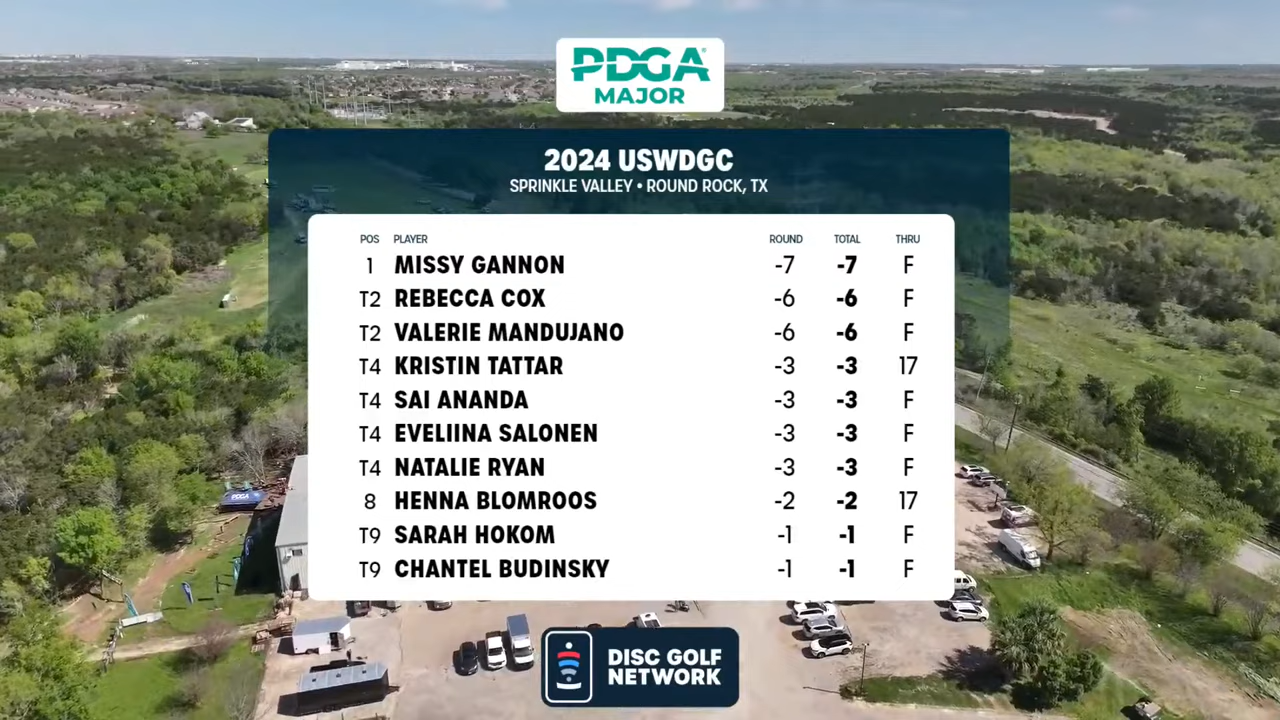 PDGA
MAJOR
2024 USWDGC
SPRINKLE VALLEY • ROUND ROCK, TX
POS PLAYER ROUND TOTAL THRU
1 MISSY GANNON -7 -7 F
T2 REBECCA COX -6 -6 F
T2 VALERIE MANDUJANO -6 -6 F
T4 KRISTIN TATTAR -3 -3 17
T4 SAI ANANDA -3 -3 F
T4 EVELIINA SALONEN -3 -3 F
T4 NATALIE RYAN -3 -3 F
8 HENNA BLOMROOS -2 -2 17
T9 SARAH HOKOM -1 -1 F
T9 CHANTEL BUDINSKY -1 -1 F
PDGA
DISC GOLF
NETWORK